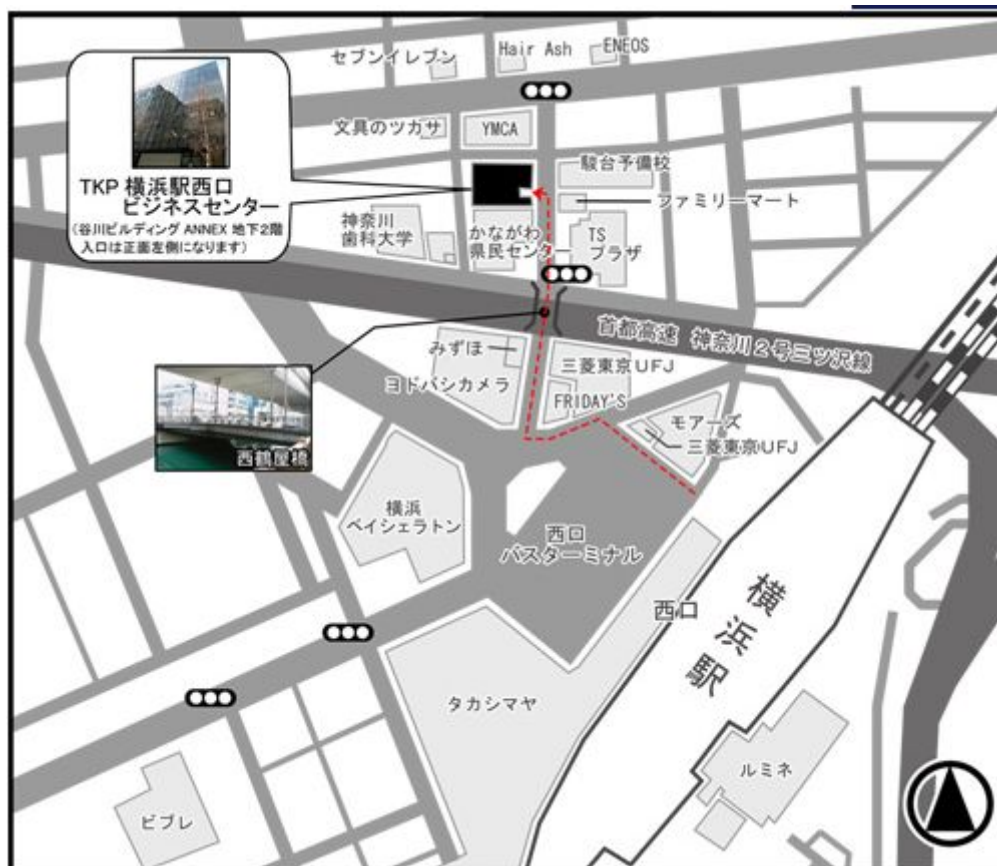 セブンイレブン
Hair Ash
ENEOS
文具のツカサ
YMCA
駿台予備校
ファミリーマート
TKP 横浜駅西口
ビジネスセンター
(谷川ビルディング ANNEX 地下2階
入口は正面左側になります)
神奈川
歯科大学
かながわ
県民センター
TS
プラザ
首都高速 神奈川2号三ツ沢線
みずほ
ヨドバシカメラ
三菱東京UFJ
FRIDAY'S
モアーズ
三菱東京UFJ
西鶴屋橋
横浜
ベイシェラトン
西口
バスターミナル
西口
横浜駅
タカシマヤ
ルミネ
ビブレ